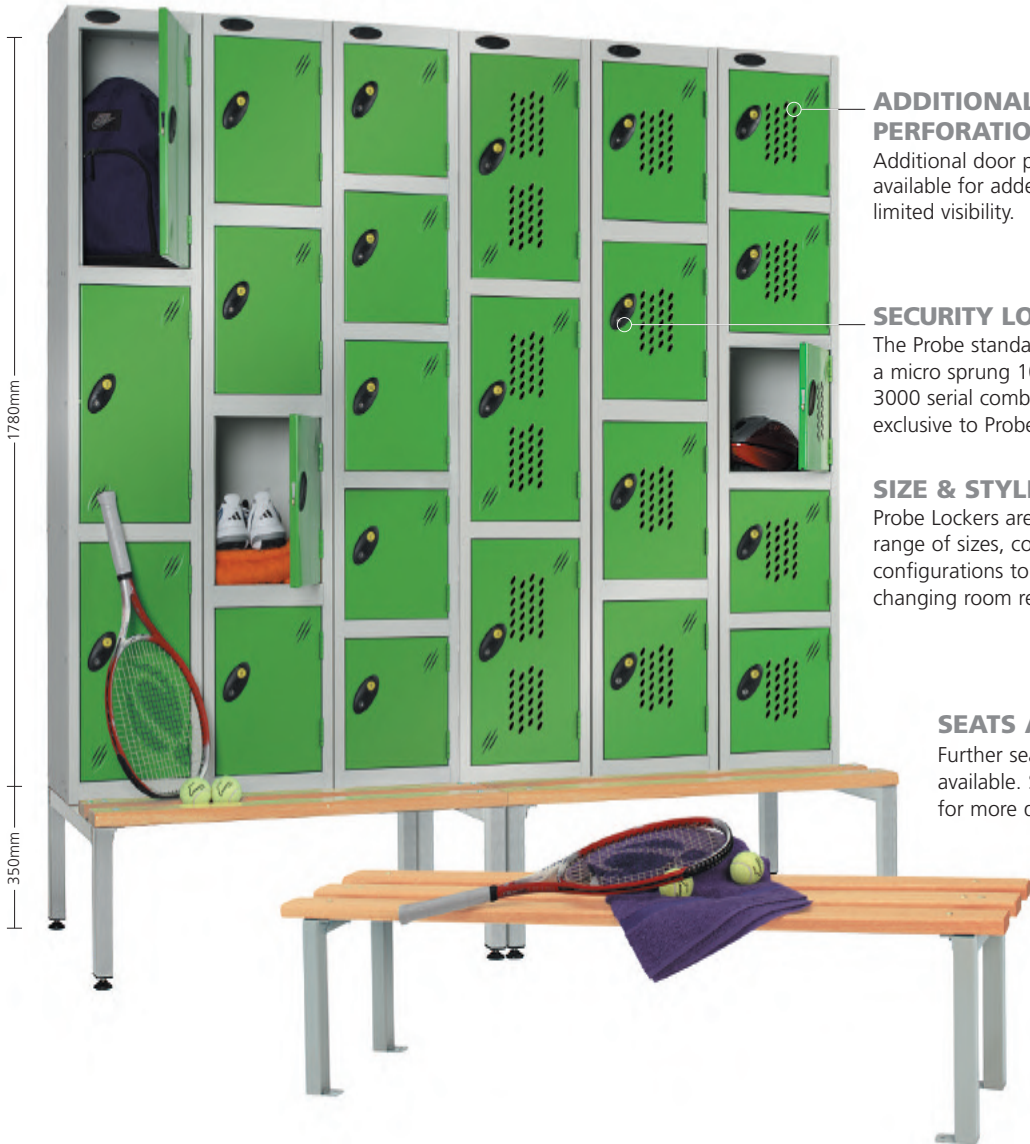 1780mm
350mm
ADDITIONAL
PERFORATIO
Additional door p
available for adde
limited visibility.
SECURITY LO
The Probe standa
a micro sprung 10
3000 serial comb
exclusive to Probe
SIZE & STYLE
Probe Lockers are
range of sizes, co
configurations to
changing room re
SEATS A
Further sea
available. S
for more d